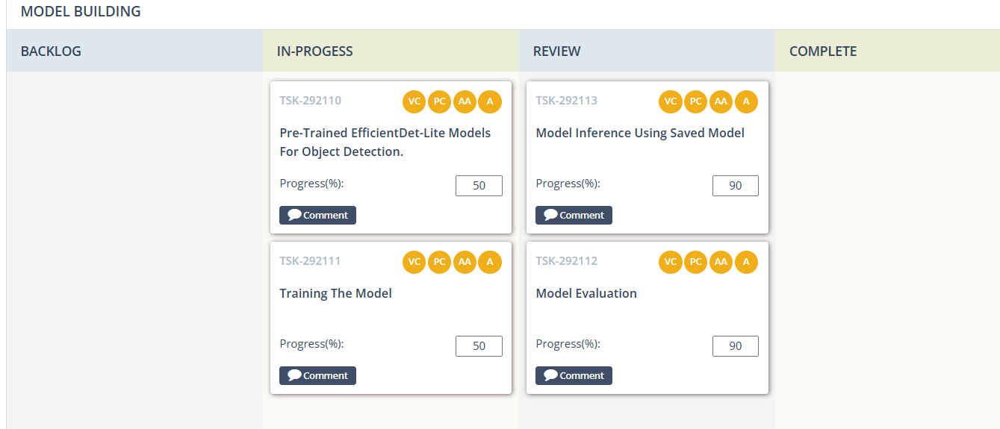 MODEL BUILDING
BACKLOG
IN-PROGESS
REVIEW
COMPLETE
TSK-292110 VC PC AA A
Pre-Trained EfficientDet-Lite Models
For Object Detection.
Progress(%): 50
Comment
TSK-292111 VC PC AA A
Training The Model
Progress(%): 50
Comment
TSK-292113 VC PC AA A
Model Inference Using Saved Model
Progress(%): 90
Comment
TSK-292112 VC PC AA A
Model Evaluation
Progress(%): 90
Comment